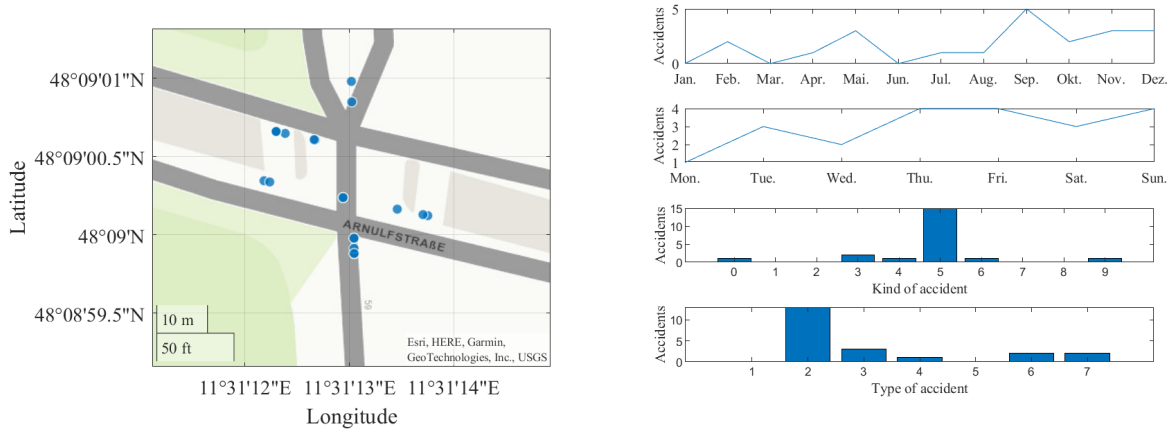 48°09'01"N
48°09'00.5"N
48°09'N
48°08'59.5"N
Latitude
ARNULFSTRAßE
59
10 m
50 ft
Esri, HERE, Garmin,
GeoTechnologies, Inc., USGS
11°31'12"E 11°31'13"E 11°31'14"E
Longitude
Accidents
5
0
Jan. Feb. Mar. Apr. Mai. Jun. Jul. Aug. Sep. Okt. Nov. Dez.
Accidents
4
3
2
1
Mon. Tue. Wed. Thu. Fri. Sat. Sun.
Accidents
15
10
5
0
0 1 2 3 4 5 6 7 8 9
Kind of accident
Accidents
10
5
0
1 2 3 4 5 6 7
Type of accident